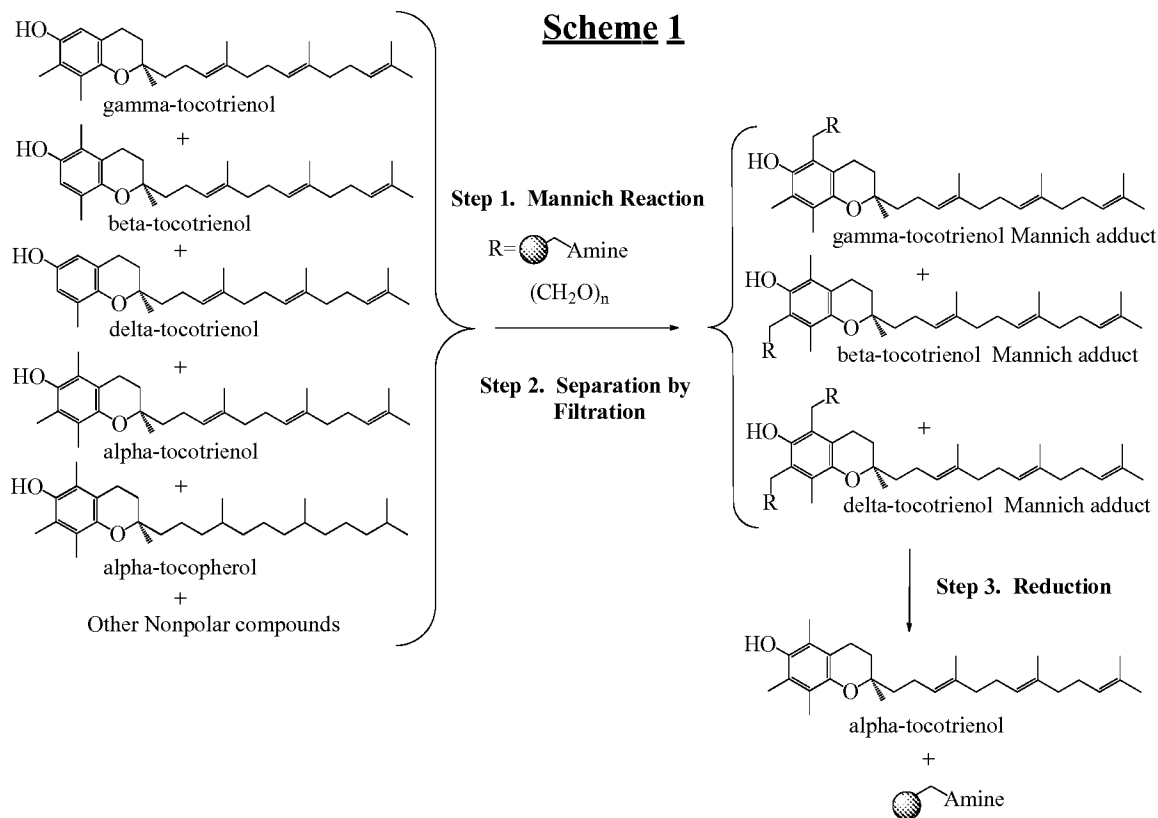 Scheme 1
HO
O
gamma-tocotrienol
+
HO
O
beta-tocotrienol
+
HO
O
delta-tocotrienol
+
HO
O
alpha-tocotrienol
+
HO
O
alpha-tocopherol
+
Other Nonpolar compounds
Step 1. Mannich Reaction
R= Amine
(CH2O)n
Step 2. Separation by
Filtration
R
HO
O
gamma-tocotrienol Mannich adduct
+
HO
O
R
beta-tocotrienol Mannich adduct
+
R
HO
O
R
delta-tocotrienol Mannich adduct
Step 3. Reduction
HO
O
alpha-tocotrienol
+
Amine